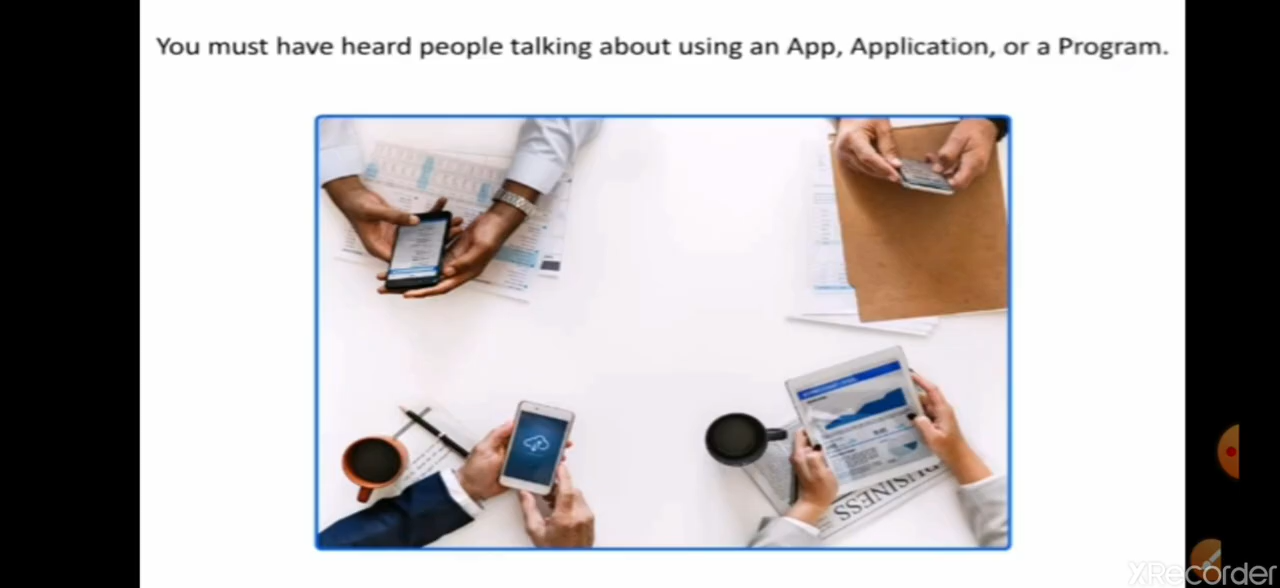 You must have heard people talking about using an App, Application, or a Program.
BUSINESS
XRecorder